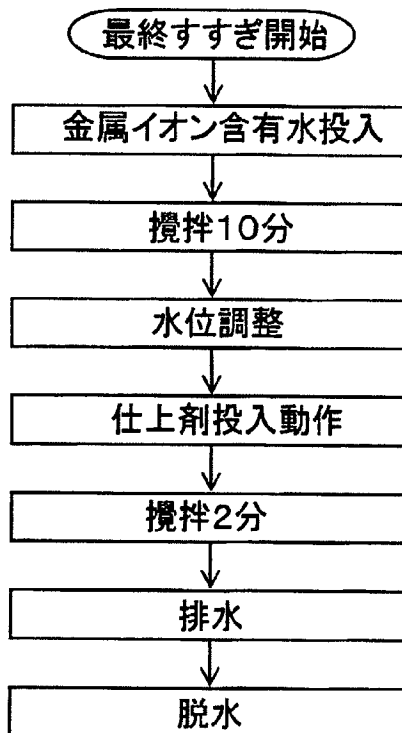 最終すすぎ開始
金属イオン含有水投入
攪拌10分
水位調整
仕上剤投入動作
攪拌2分
排水
脱水